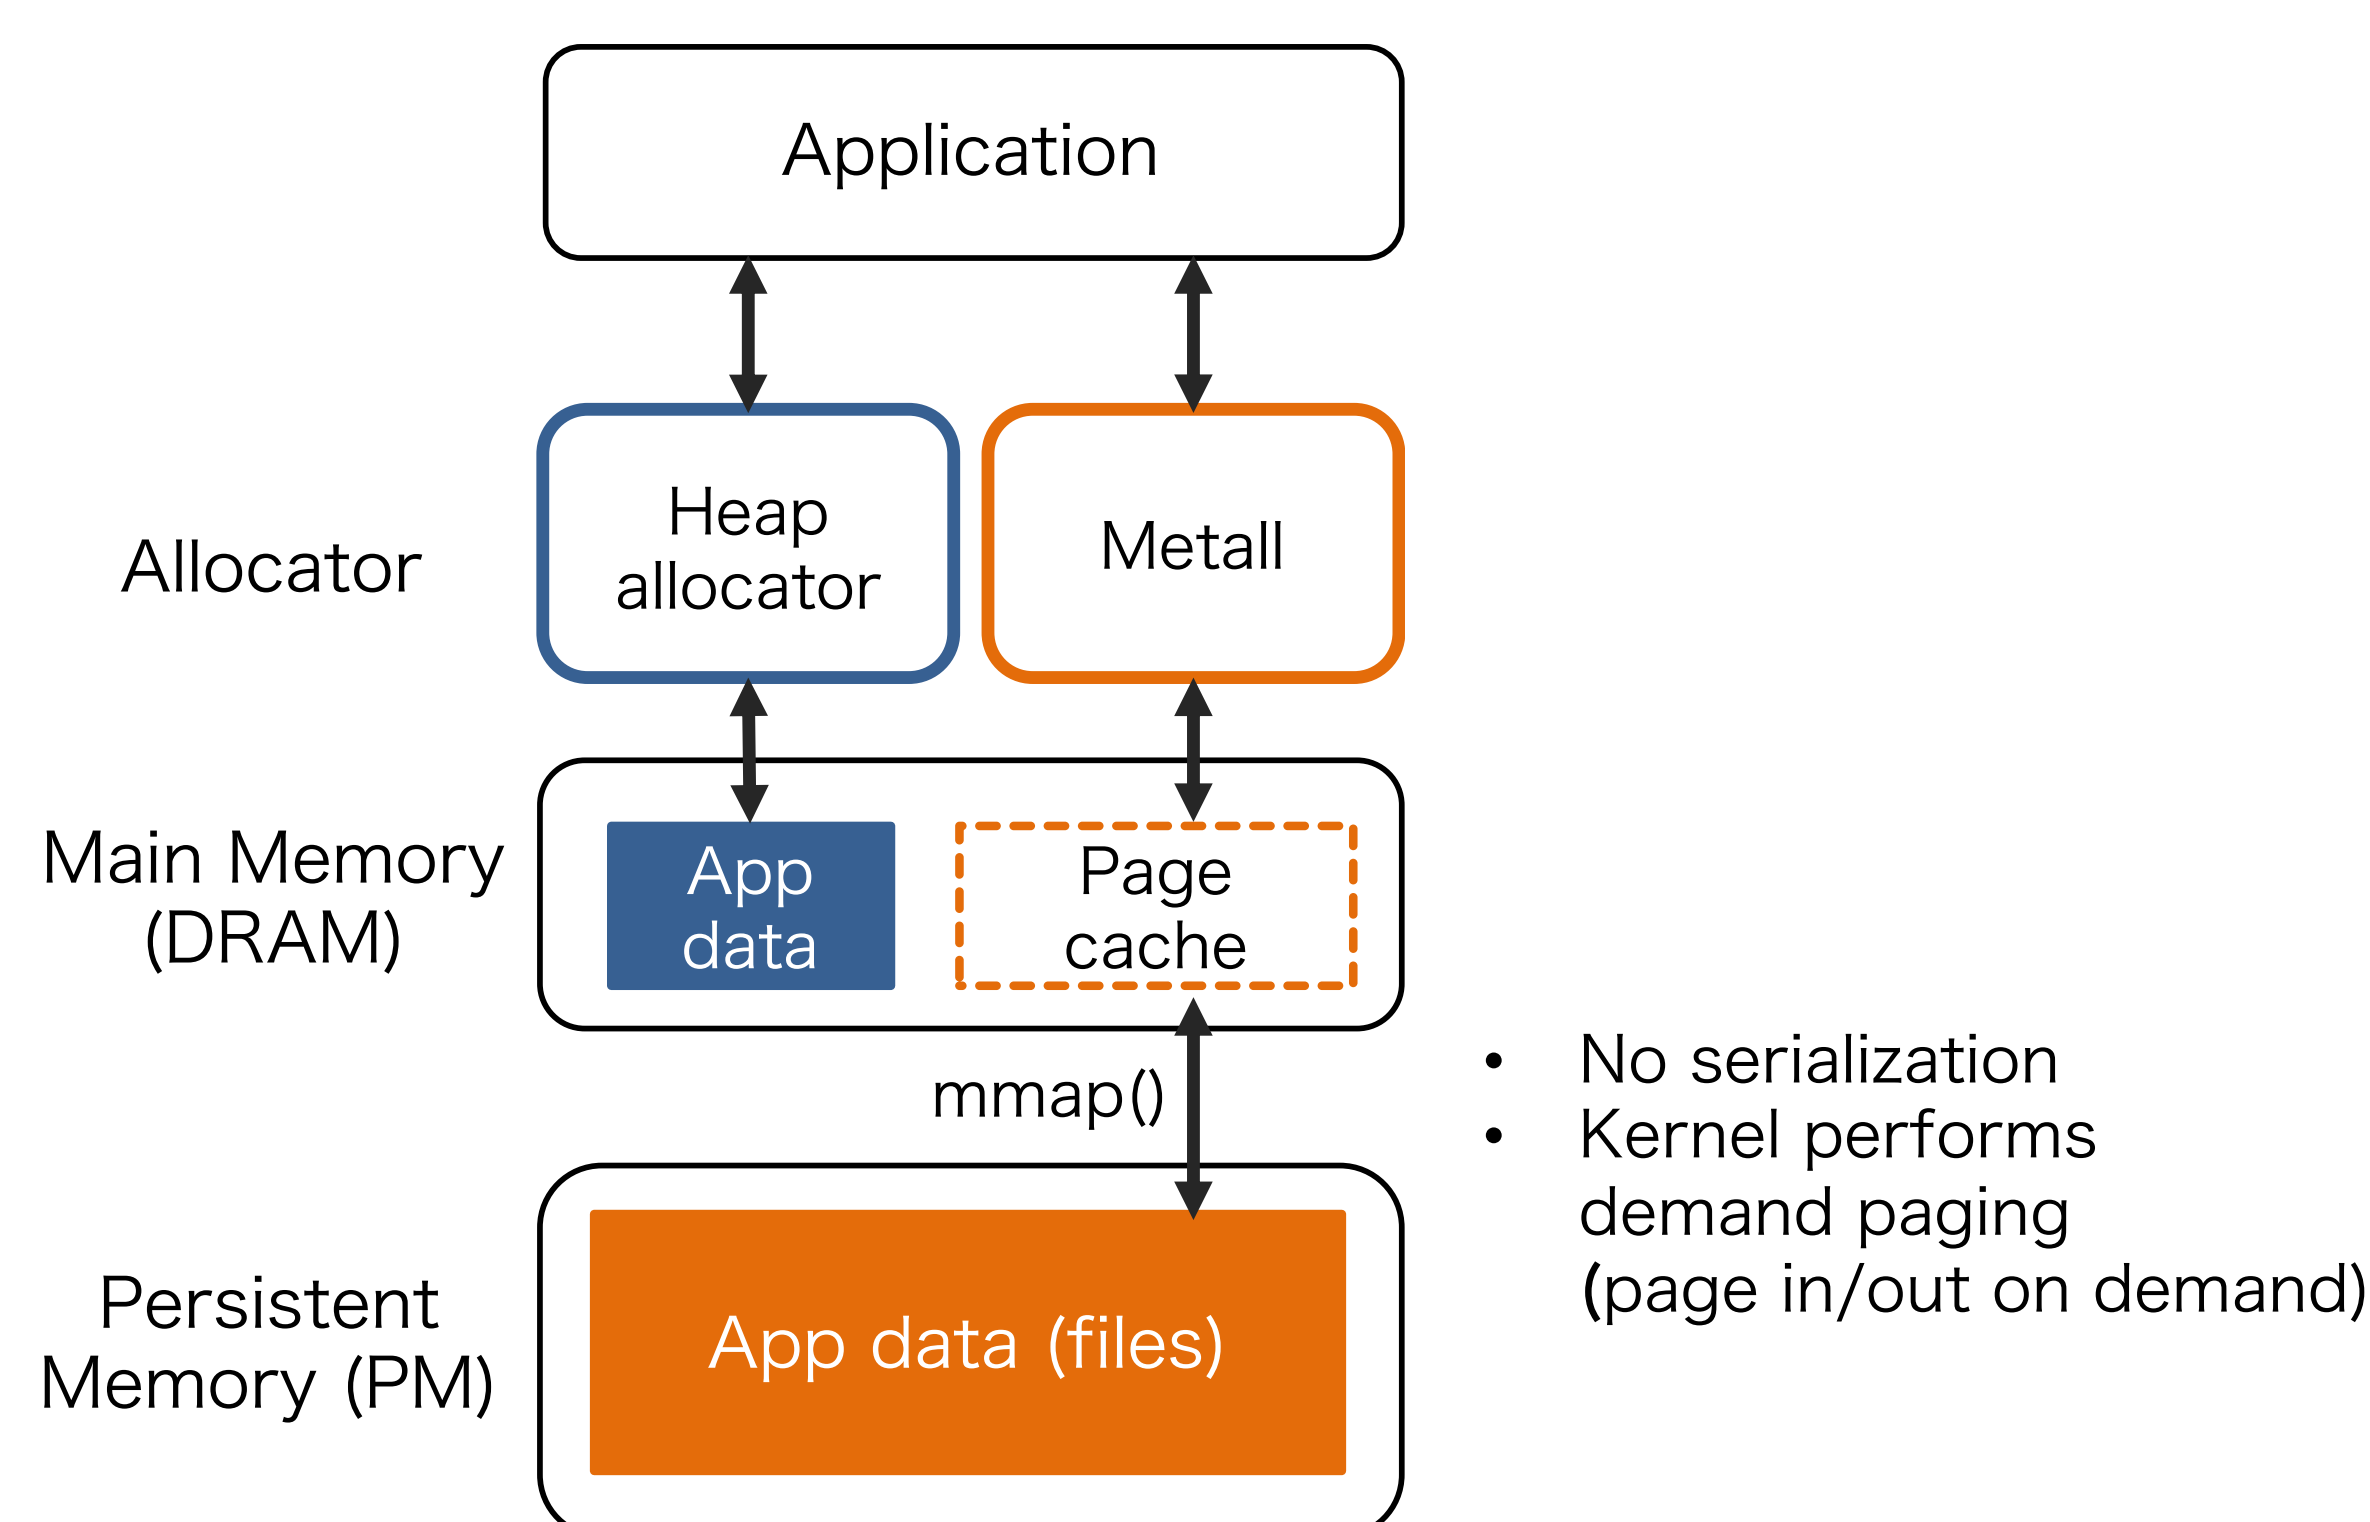 Application
Allocator
Heap
allocator
Metall
Main Memory
(DRAM)
App
data
Page
cache
mmap()
• No serialization
• Kernel performs
demand paging
(page in/out on demand)
Persistent
Memory (PM)
App data (files)